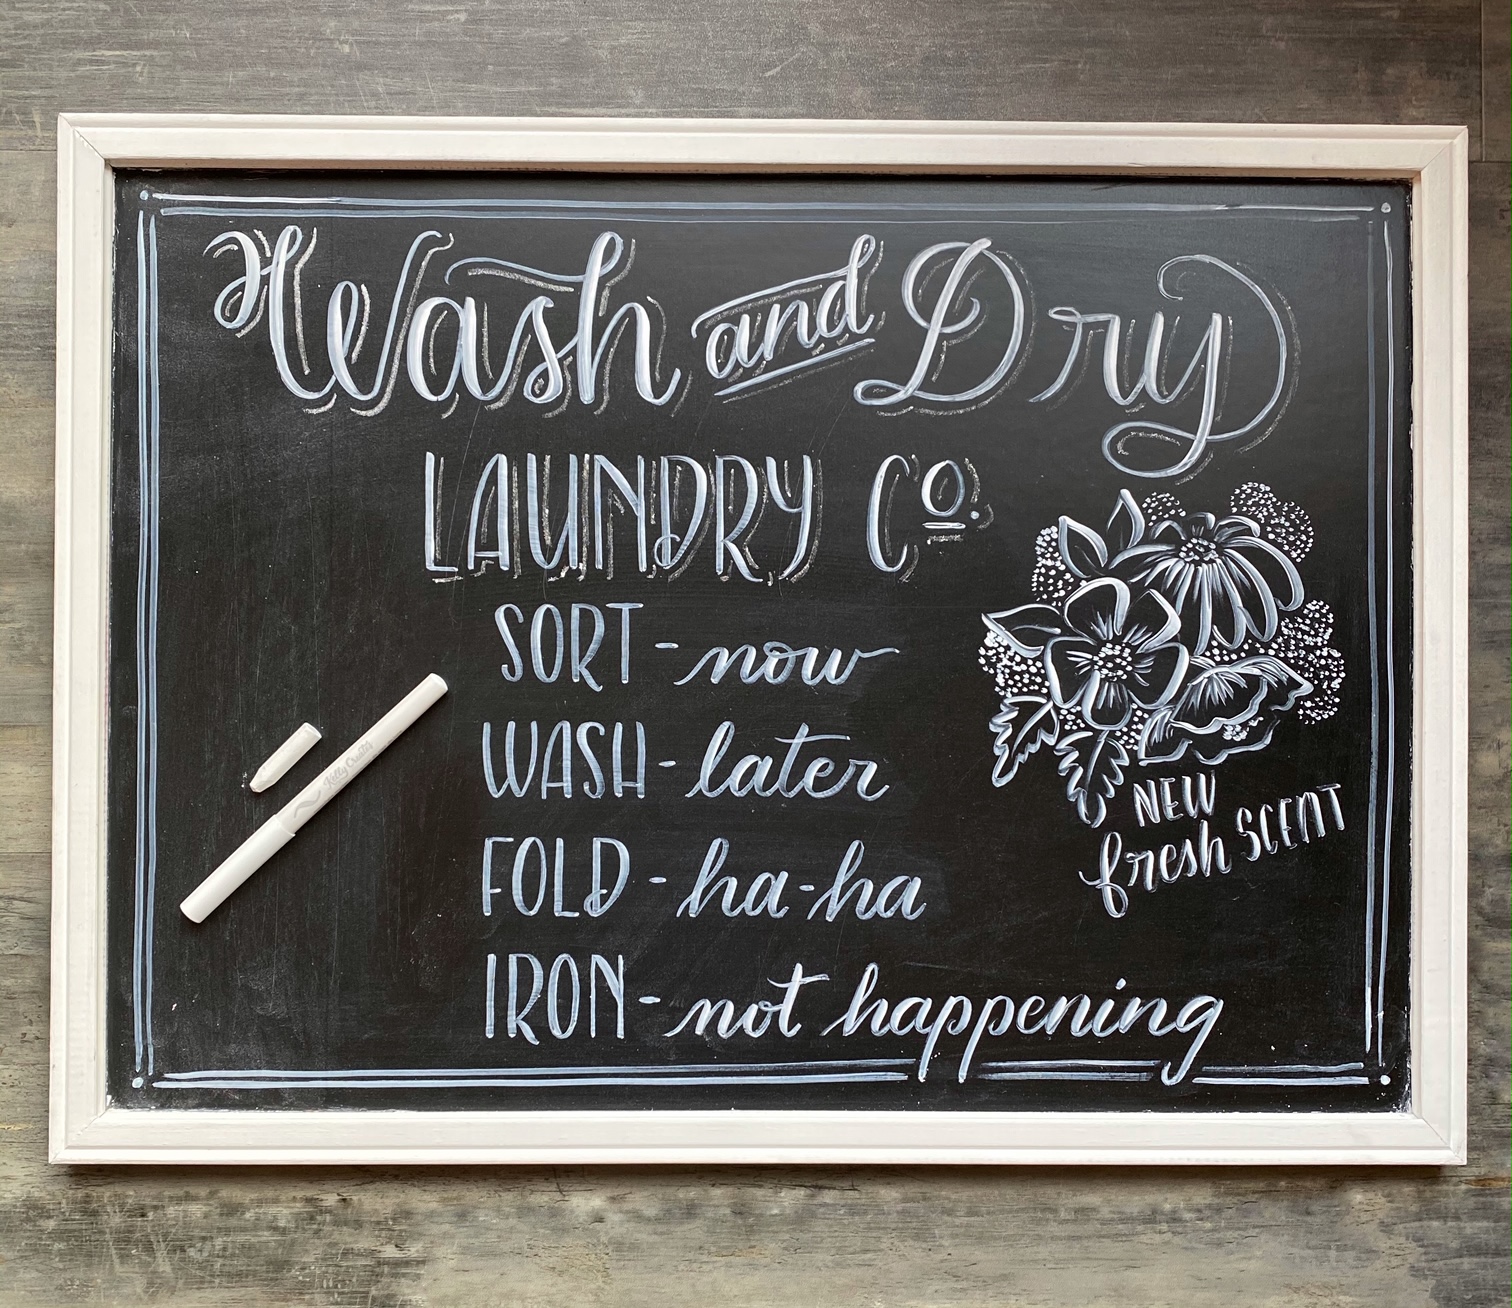 Wash and Dry
LAUNDRY Co.
SORT - now
WASH - later
FOLD - ha-ha
IRON - not happening
NEW
fresh SCENT
Kelly Creates